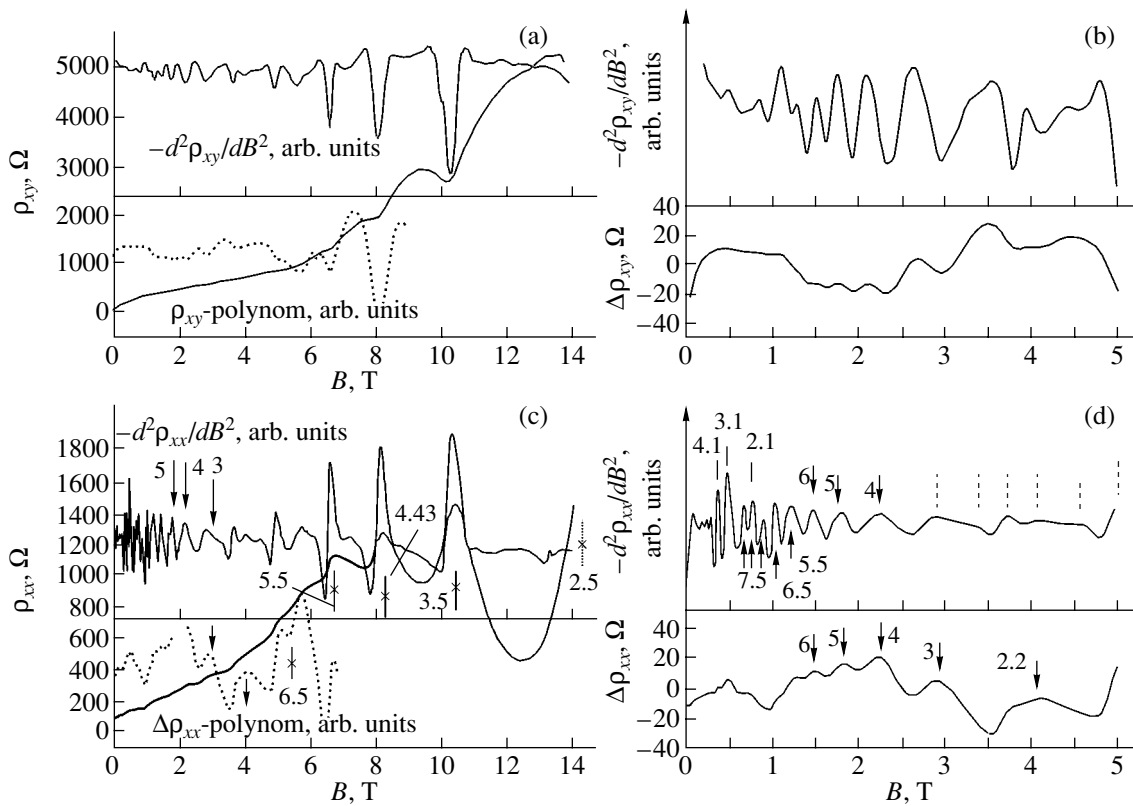 (a)
5000
4000
3000
2000
1000
0
ρxy, Ω
–d²ρxy/dB², arb. units
ρxy-polynom, arb. units
0 2 4 6 8 10 12 14
B, T
(b)
–d²ρxy/dB²,
arb. units
40
20
0
–20
–40
Δρxy, Ω
0 1 2 3 4 5
B, T
(c)
–d²ρxx/dB², arb. units
1800
1600
1400
1200
1000
800
600
400
200
0
ρxx, Ω
5 4 3
4.43
5.5
3.5
2.5
6.5
Δρxx-polynom, arb. units
0 2 4 6 8 10 12 14
B, T
(d)
–d²ρxx/dB²,
arb. units
4.1
3.1
2.1
6 5 4
7.5
6.5
5.5
40
20
0
–20
–40
Δρxx, Ω
6 5 4 3 2.2
0 1 2 3 4 5
B, T